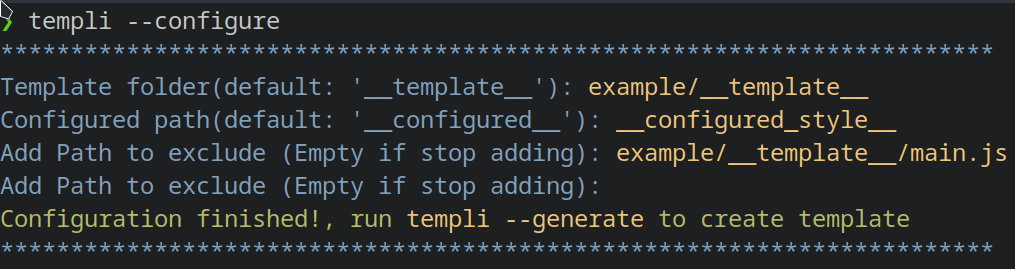 ❯ templi --configure
***********************************************************************
Template folder(default: '__template__'): example/__template__
Configured path(default: '__configured__'): __configured_style__
Add Path to exclude (Empty if stop adding): example/__template__/main.js
Add Path to exclude (Empty if stop adding):
Configuration finished!, run templi --generate to create template
***********************************************************************